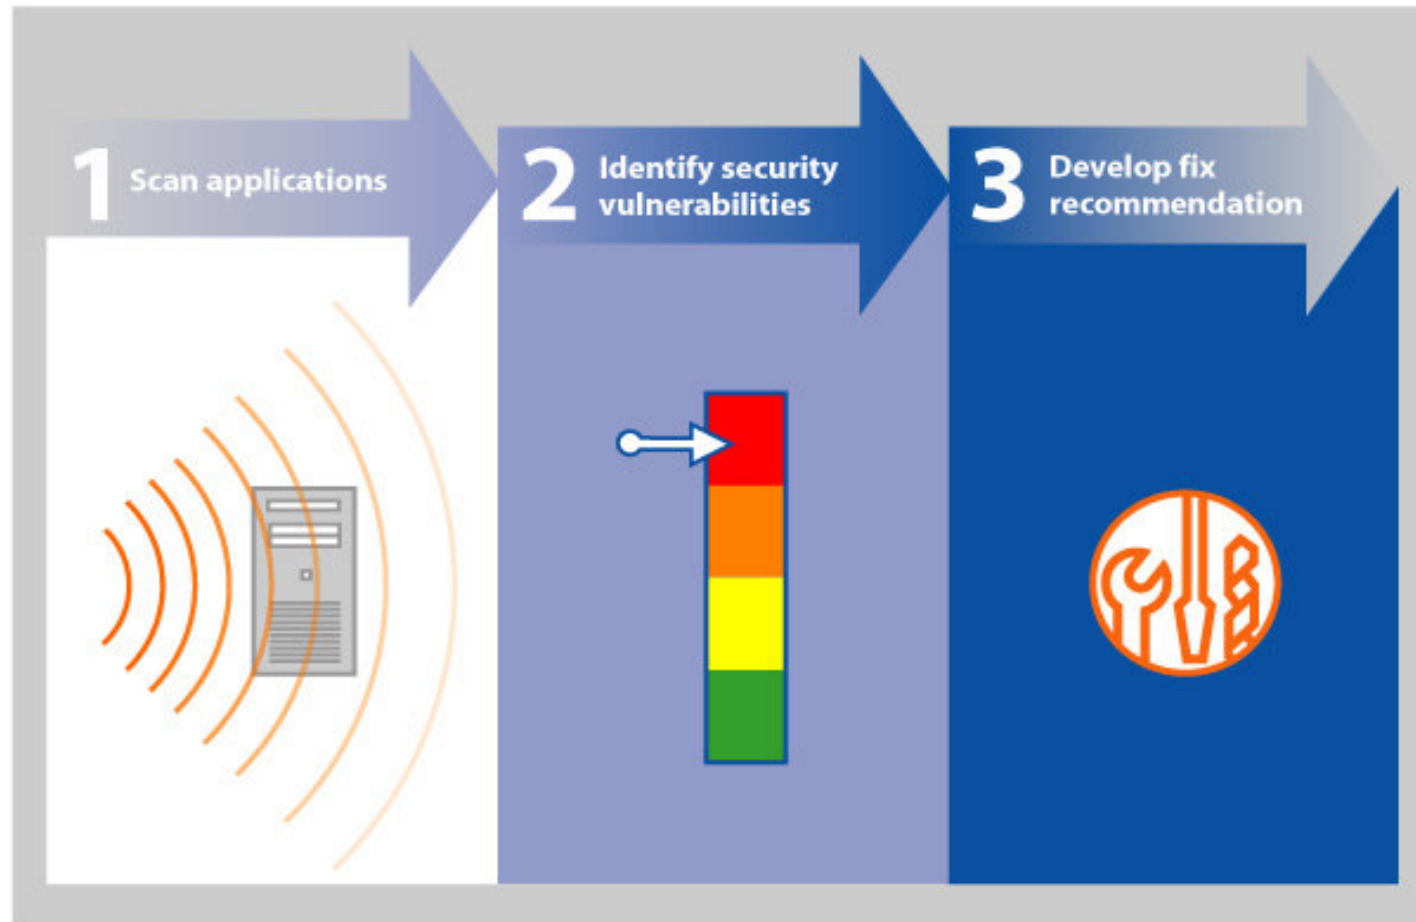 1 Scan applications
2 Identify security
vulnerabilities
3 Develop fix
recommendation